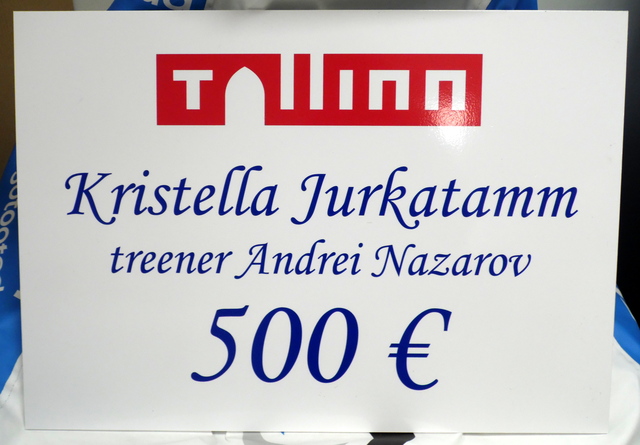 Tallinn
Kristella Jurkatamm
treener Andrei Nazarov
500 €